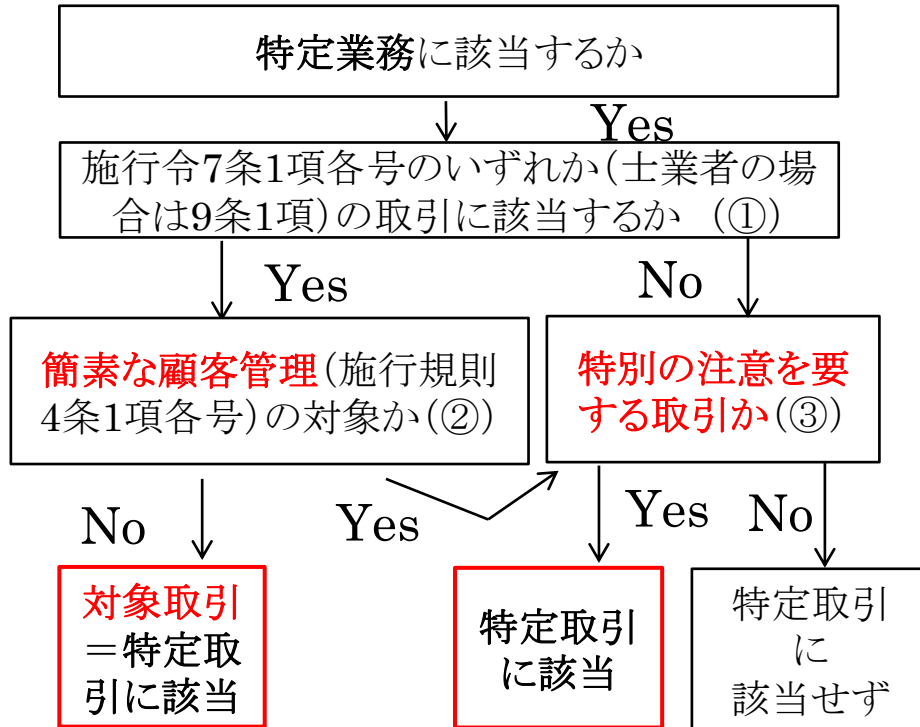 特定業務に該当するか
Yes
施行令7条1項各号のいずれか(士業者の場
合は9条1項)の取引に該当するか (①)
Yes
No
簡素な顧客管理(施行規則
4条1項各号)の対象か(②)
特別の注意を要
する取引か(③)
No
Yes
Yes
No
対象取引
=特定取
引に該当
特定取引
に該当
特定取引
に
該当せず